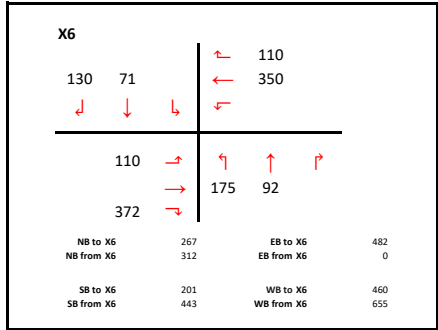 X6
110
130 71 350
110
175 92
372
NB to X6 267 EB to X6 482
NB from X6 312 EB from X6 0
SB to X6 201 WB to X6 460
SB from X6 443 WB from X6 655